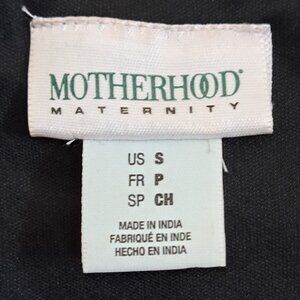 MOTHERHOOD®
MATERNITY
US S
FR P
SP CH
MADE IN INDIA
FABRIQUÉ EN INDE
HECHO EN INDIA